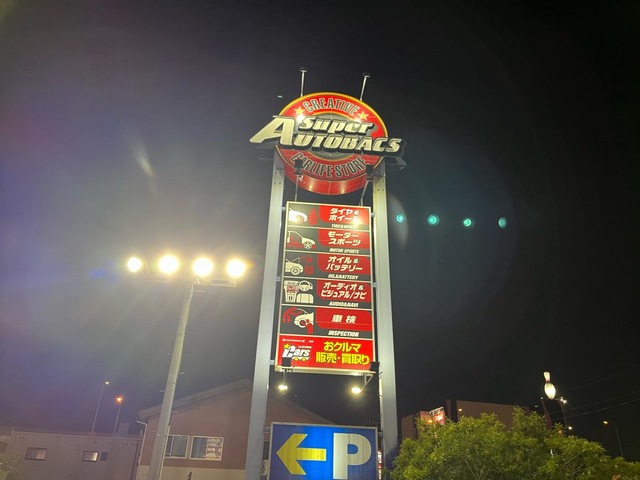 CREATIVE
Super
AUTOBACS
CARLIFE STORE
タイヤ&
ホイール
TIRE&WHEEL
モーター
スポーツ
MOTOR SPORTS
オイル&
バッテリー
OIL&BATTERY
オーディオ&
ビジュアル/ナビ
AUDIO&NAVI
車検
INSPECTION
Cars
おクルマ
販売・買取り
P